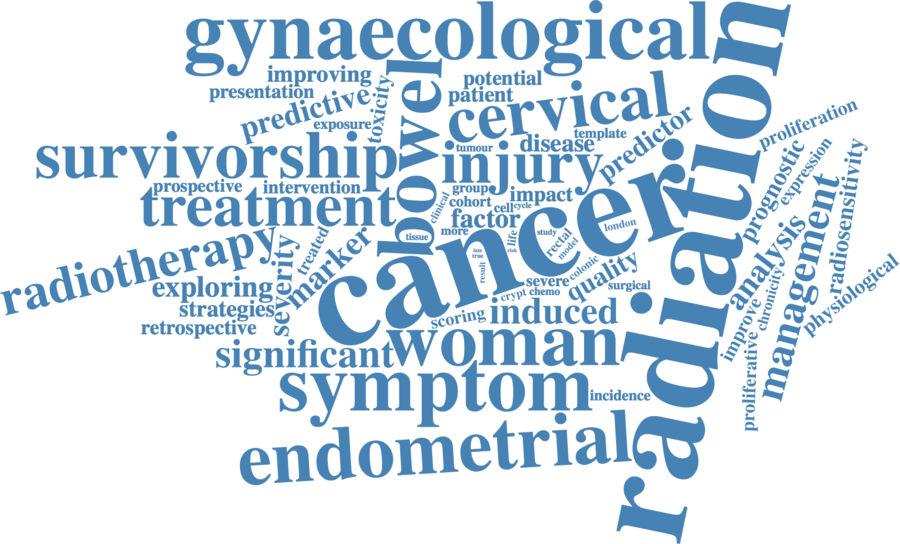 gynaecological
radiation
improving
presentation
predictive
exposure
toxicity
bowel
potential
patient
cervical
template
tumour
disease
predictor
proliferation
survivorship
injury
prospective
intervention
group
impact
prognostic
expression
radiosensitivity
treatment
clinical
cohort
cell
cycle
factor
more
tissue
cancer
london
study
life
risk
late
true
result
rectal
model
colonic
quality
analysis
management
radiotherapy
treated
marker
severity
exploring
strategies
retrospective
severe
surgical
crypt
chemo
scoring
induced
chronicity
improve
physiological
proliferative
significant
woman
symptom
incidence
endometrial